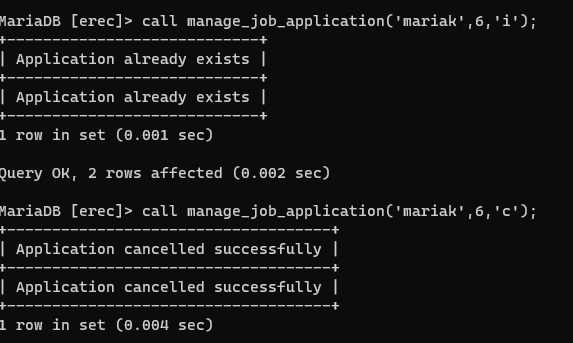 MariaDB [erec]> call manage_job_application('mariak',6,'i');
+----------------------------+
| Application already exists |
+----------------------------+
| Application already exists |
+----------------------------+
1 row in set (0.001 sec)
Query OK, 2 rows affected (0.002 sec)
MariaDB [erec]> call manage_job_application('mariak',6,'c');
+------------------------------------+
| Application cancelled successfully |
+------------------------------------+
| Application cancelled successfully |
+------------------------------------+
1 row in set (0.004 sec)